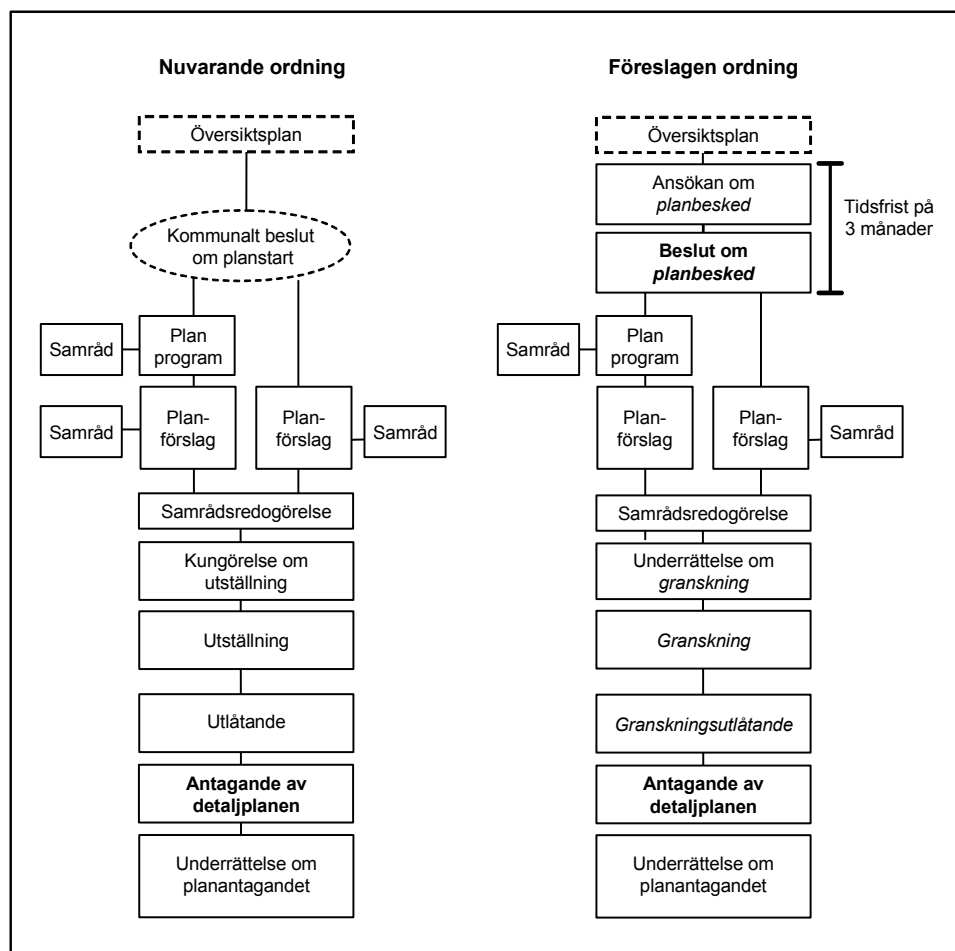 Nuvarande ordning
Översiktsplan
Kommunalt beslut
om planstart
Samråd
Plan
program
Samråd
Plan-
förslag
Plan-
förslag
Samråd
Samrådsredogörelse
Kungörelse om
utställning
Utställning
Utlåtande
Antagande av
detaljplanen
Underrättelse om
planantagandet
Föreslagen ordning
Översiktsplan
Ansökan om
planbesked
Beslut om
planbesked
Tidsfrist på
3 månader
Samråd
Plan
program
Plan-
förslag
Plan-
förslag
Samråd
Samrådsredogörelse
Underrättelse om
granskning
Granskning
Granskningsutlåtande
Antagande av
detaljplanen
Underrättelse om
planantagandet